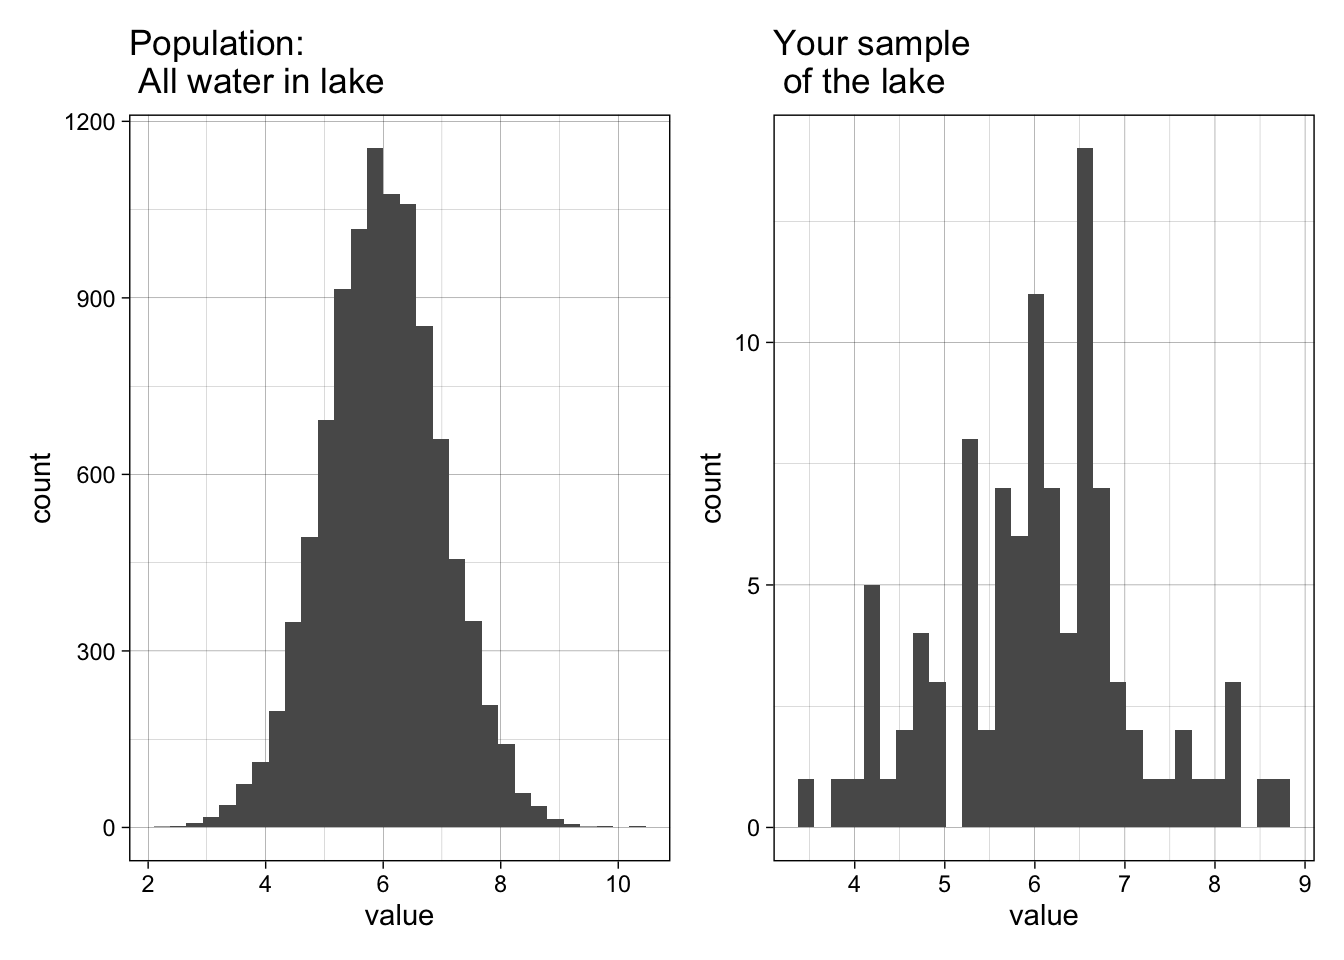 Population:
All water in lake
1200
900
600
300
0
count
2 4 6 8 10
value
Your sample
of the lake
10
5
0
count
4 5 6 7 8 9
value